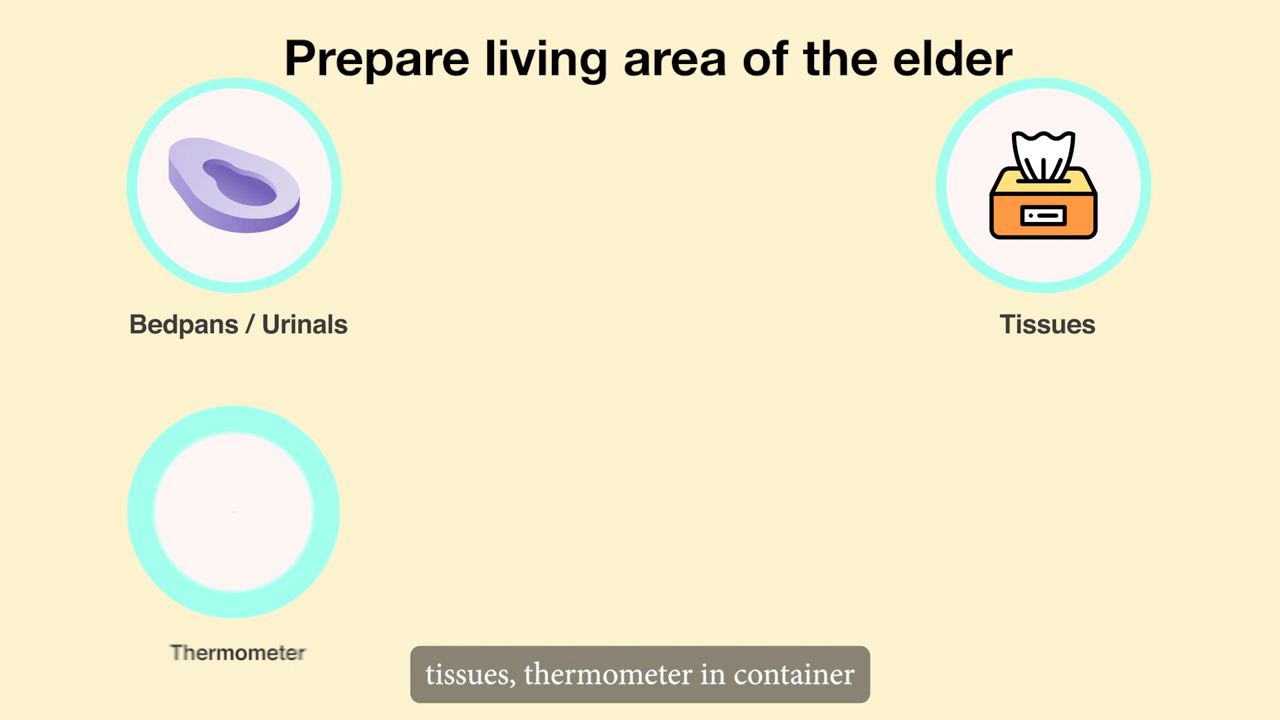 Prepare living area of the elder
Bedpans / Urinals
Tissues
Thermometer
tissues, thermometer in container